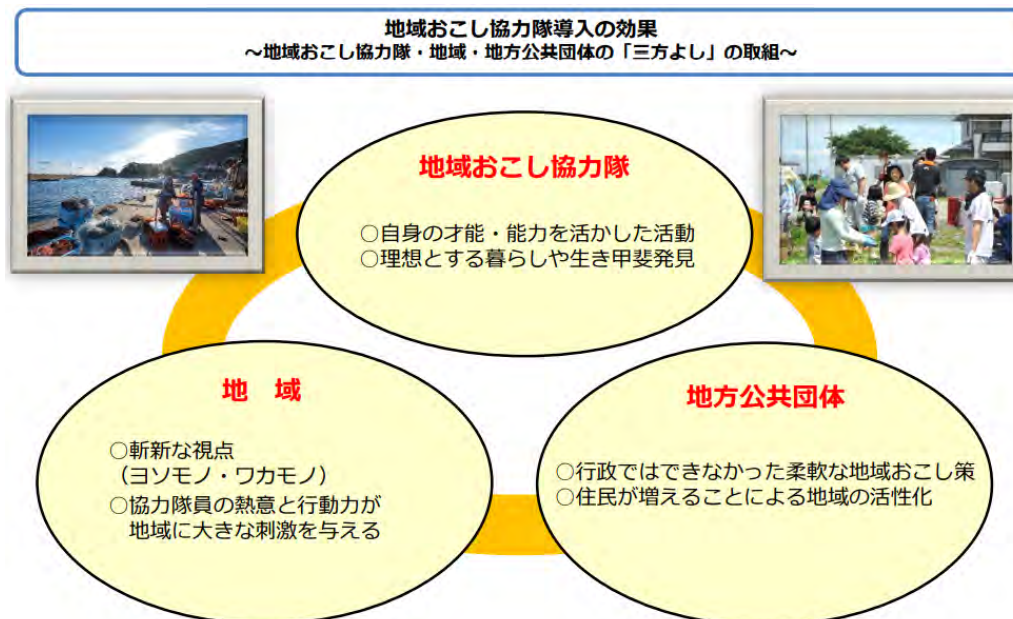 地域おこし協力隊導入の効果
～地域おこし協力隊・地域・地方公共団体の「三方よし」の取組～
地域おこし協力隊
○自身の才能・能力を活かした活動
○理想とする暮らしや生き甲斐発見
地　域
○斬新な視点
（ヨソモノ・ワカモノ）
○協力隊員の熱意と行動力が
地域に大きな刺激を与える
地方公共団体
○行政ではできなかった柔軟な地域おこし策
○住民が増えることによる地域の活性化